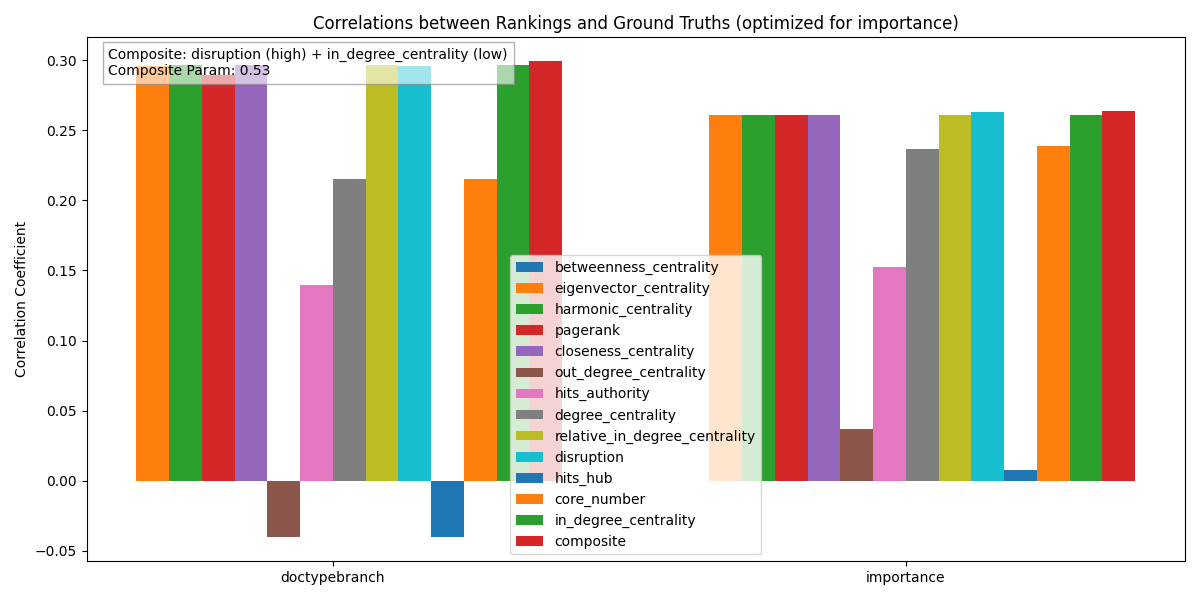 Correlations between Rankings and Ground Truths (optimized for importance)
Composite: disruption (high) + in_degree_centrality (low)
Composite Param: 0.53
Correlation Coefficient
0.30
0.25
0.20
0.15
0.10
0.05
0.00
−0.05
betweenness_centrality
eigenvector_centrality
harmonic_centrality
pagerank
closeness_centrality
out_degree_centrality
hits_authority
degree_centrality
relative_in_degree_centrality
disruption
hits_hub
core_number
in_degree_centrality
composite
doctypebranch
importance